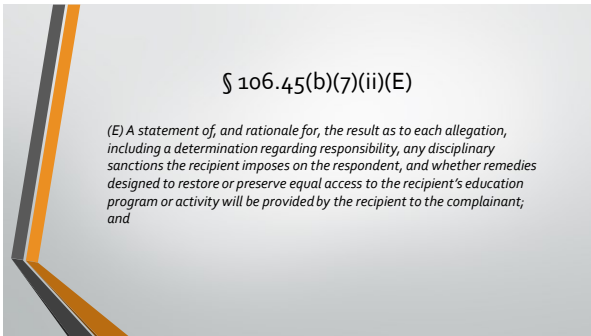 § 106.45(b)(7)(ii)(E)
(E) A statement of, and rationale for, the result as to each allegation,
including a determination regarding responsibility, any disciplinary
sanctions the recipient imposes on the respondent, and whether remedies
designed to restore or preserve equal access to the recipient's education
program or activity will be provided by the recipient to the complainant;
and